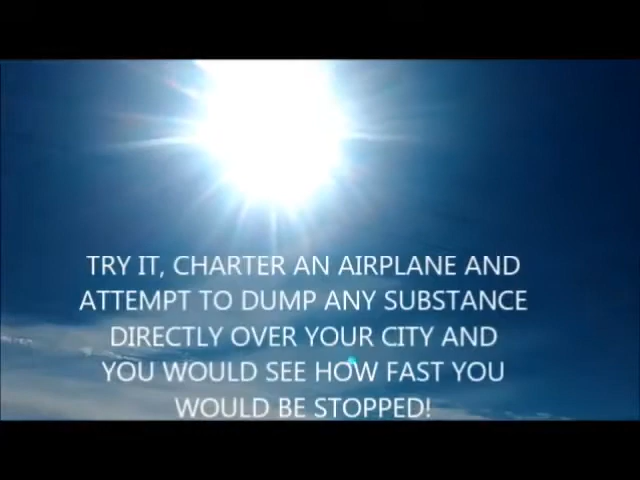 TRY IT, CHARTER AN AIRPLANE AND
ATTEMPT TO DUMP ANY SUBSTANCE
DIRECTLY OVER YOUR CITY AND
YOU WOULD SEE HOW FAST YOU
WOULD BE STOPPED!